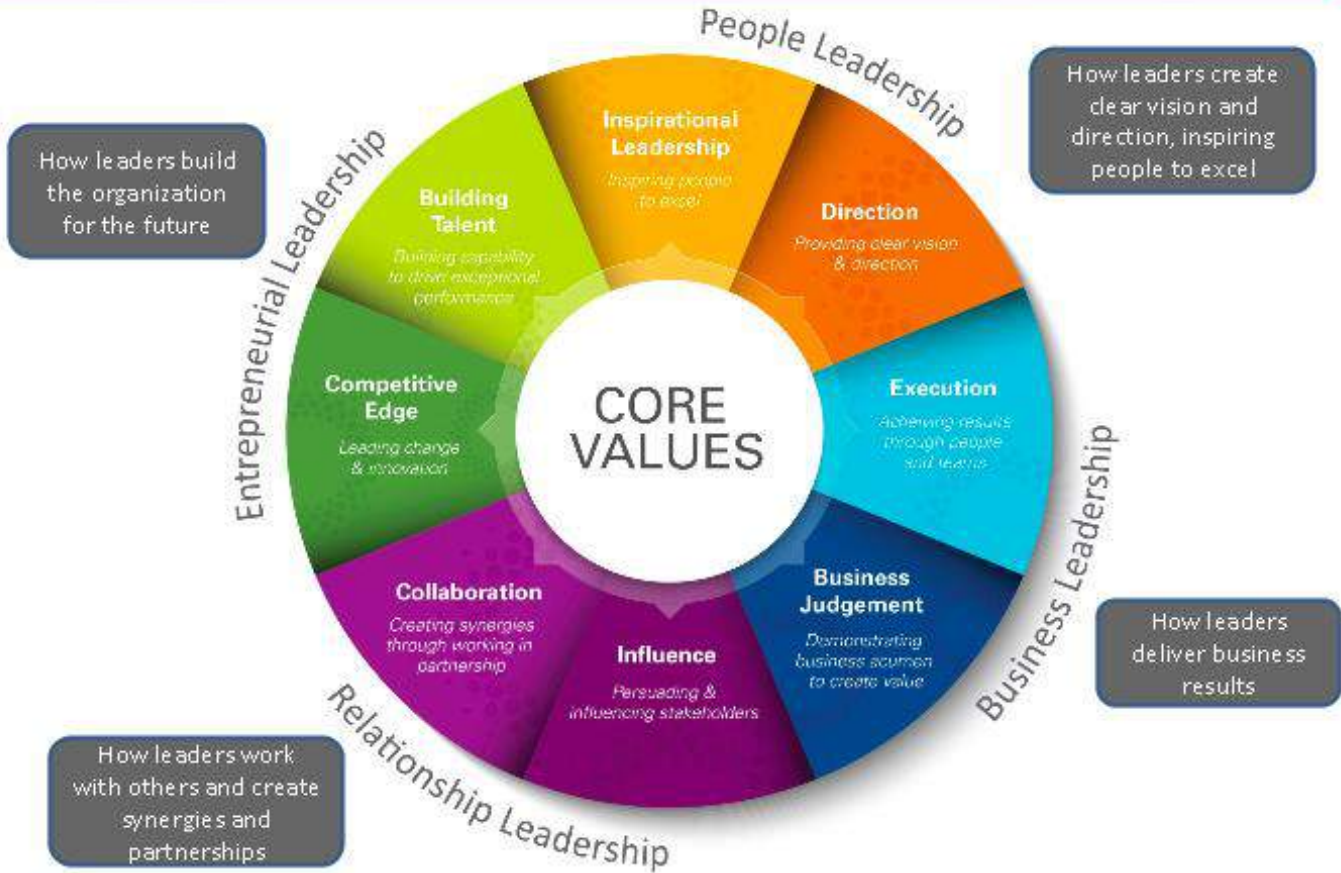 People Leadership
How leaders create
clear vision and
direction, inspiring
people to excel
Inspirational
Leadership
Inspiring people
to excel
Direction
Providing clear vision
& direction
Execution
Achieving results
through people
and teams
Business Leadership
How leaders
deliver business
results
Business
Judgement
Demonstrating
business acumen
to create value
Influence
Persuading &
influencing stakeholders
Relationship Leadership
How leaders work
with others and create
synergies and
partnerships
Collaboration
Creating synergies
through working in
partnership
Entrepreneurial Leadership
How leaders build
the organization
for the future
Competitive
Edge
Leading change
& innovation
Building
Talent
Building capability
to drive exceptional
performance
CORE
VALUES